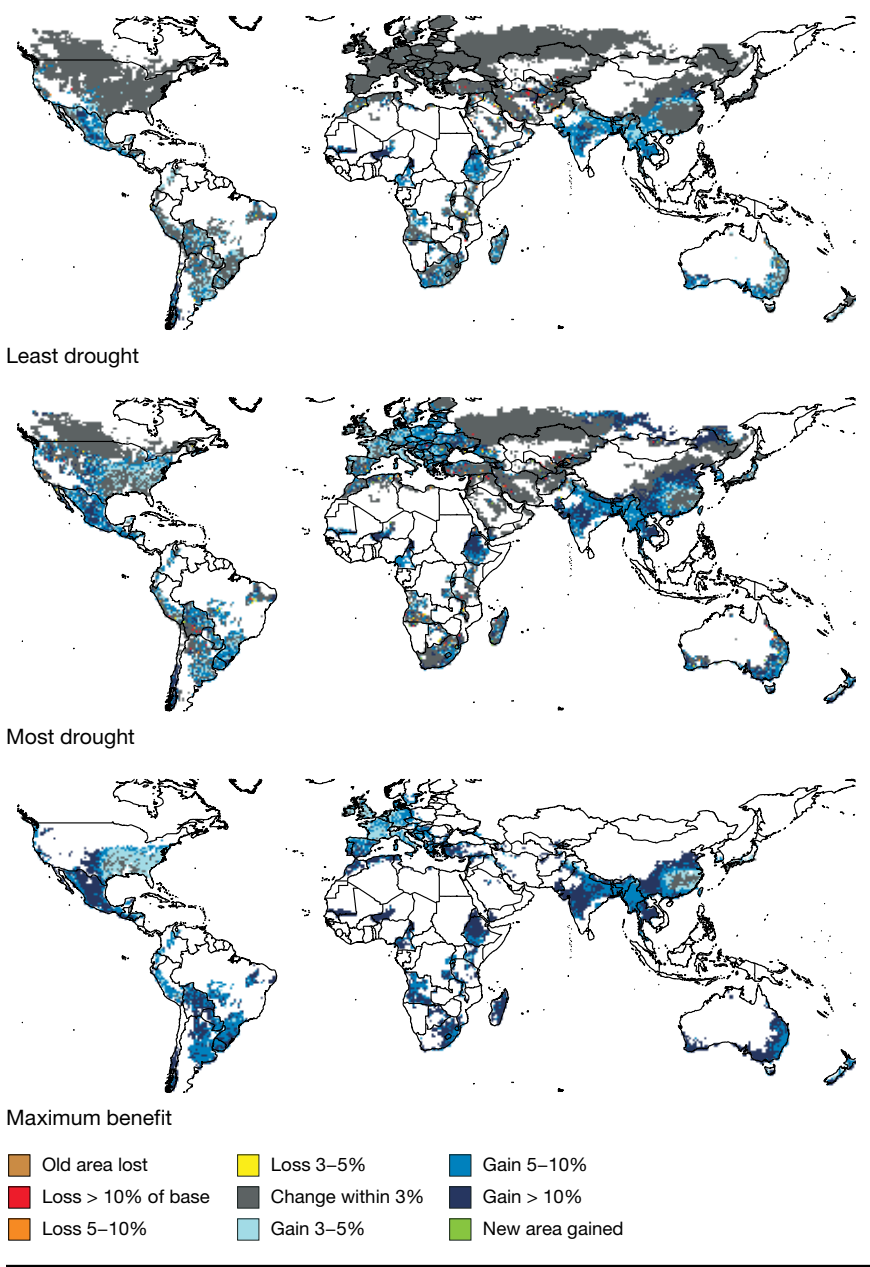 Least drought
Most drought
Maximum benefit
Old area lost
Loss > 10% of base
Loss 5–10%
Loss 3–5%
Change within 3%
Gain 3–5%
Gain 5–10%
Gain > 10%
New area gained